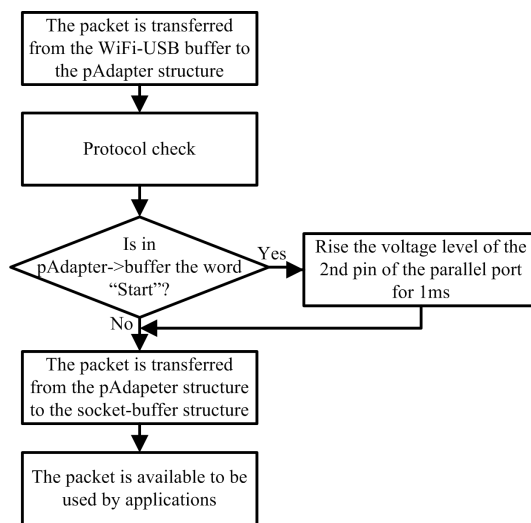 The packet is transferred
from the WiFi-USB buffer to
the pAdapter structure
Protocol check
Is in
pAdapter->buffer the word
“Start”?
Yes
Rise the voltage level of the
2nd pin of the parallel port
for 1ms
No
The packet is transferred
from the pAdapeter structure
to the socket-buffer structure
The packet is available to be
used by applications